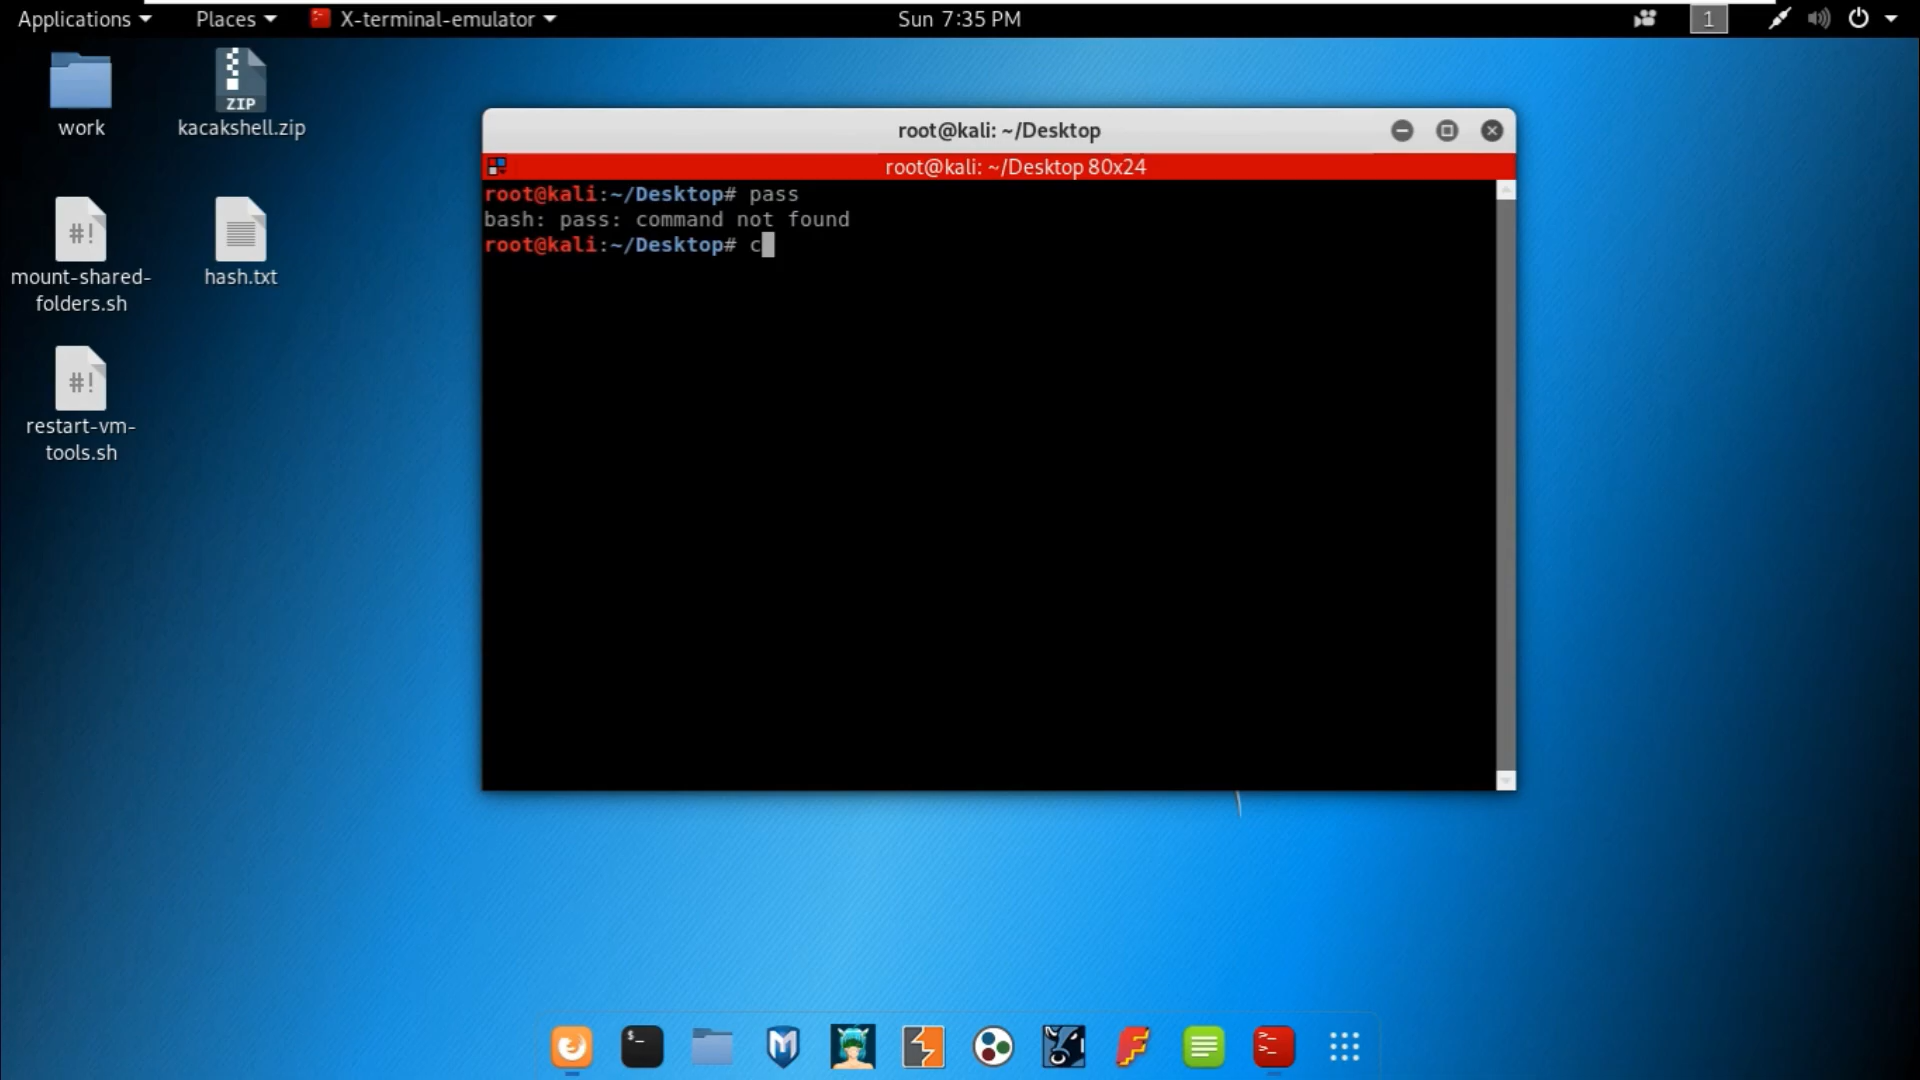 Applications Places X-terminal-emulator Sun 7:35 PM 1
work
ZIP
kacakshell.zip
#!
mount-shared-
folders.sh
hash.txt
#!
restart-vm-
tools.sh
root@kali: ~/Desktop
root@kali: ~/Desktop 80x24
root@kali:~/Desktop# pass
bash: pass: command not found
root@kali:~/Desktop# c